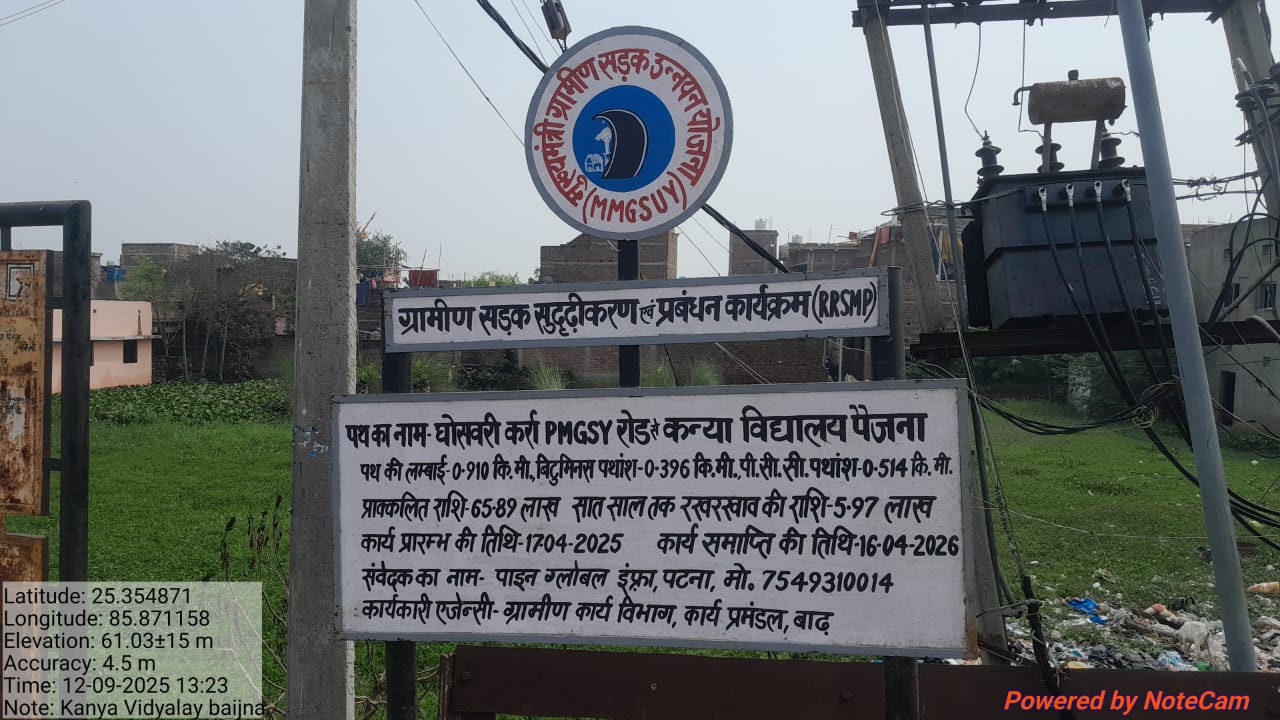 मुख्यमंत्री ग्रामीण सड़क उन्नयन योजना
(MMGSUY)
ग्रामीण सड़क सुदृढ़ीकरण एवं प्रबंधन कार्यक्रम (RRSMP)
पथ का नाम- घोसवरी कर्रा PMGSY रोड से कन्या विद्यालय पैजना
पथ की लम्बाई-0.910 कि.मी.,बिटुमिनस पथांश-0.396 कि.मी.,पी.सी.सी.पथांश-0.514 कि.मी.
प्राक्कलित राशि-65.89 लाख सात साल तक रखरखाव की राशि-5.97 लाख
कार्य प्रारम्भ की तिथि-17-04-2025 कार्य समाप्ति की तिथि-16-04-2026
संवेदक का नाम- पाइन ग्लोबल इंफ्रा, पटना, मो. 7549310014
कार्यकारी एजेन्सी- ग्रामीण कार्य विभाग, कार्य प्रमंडल, बाढ़
Latitude: 25.354871
Longitude: 85.871158
Elevation: 61.03±15 m
Accuracy: 4.5 m
Time: 12-09-2025 13:23
Note: Kanya Vidyalay bajna
Powered by NoteCam